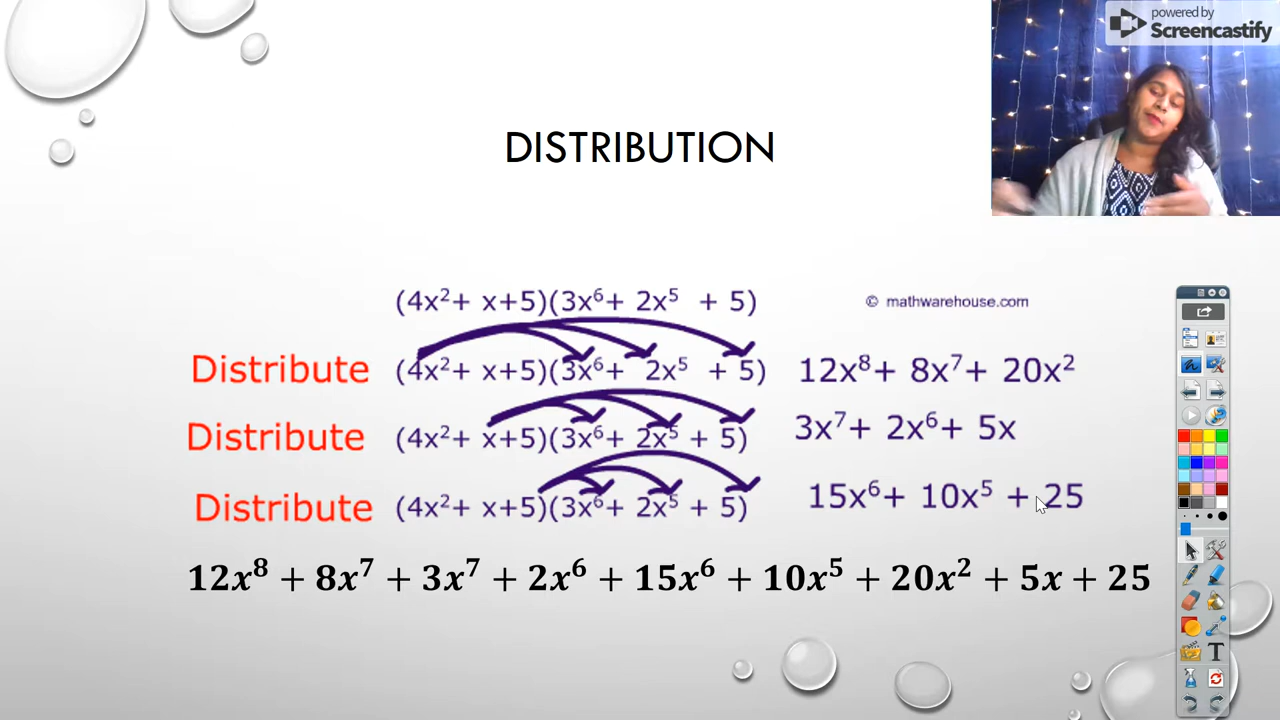 powered by
Screencastify
DISTRIBUTION
(4x²+ x+5)(3x⁶+ 2x⁵ + 5)
© mathwarehouse.com
Distribute (4x²+ x+5)(3x⁶+ 2x⁵ + 5) 12x⁸+ 8x⁷+ 20x²
Distribute (4x²+ x+5)(3x⁶+ 2x⁵ + 5) 3x⁷+ 2x⁶+ 5x
Distribute (4x²+ x+5)(3x⁶+ 2x⁵ + 5) 15x⁶+ 10x⁵ + 25
12x⁸ + 8x⁷ + 3x⁷ + 2x⁶ + 15x⁶ + 10x⁵ + 20x² + 5x + 25
T